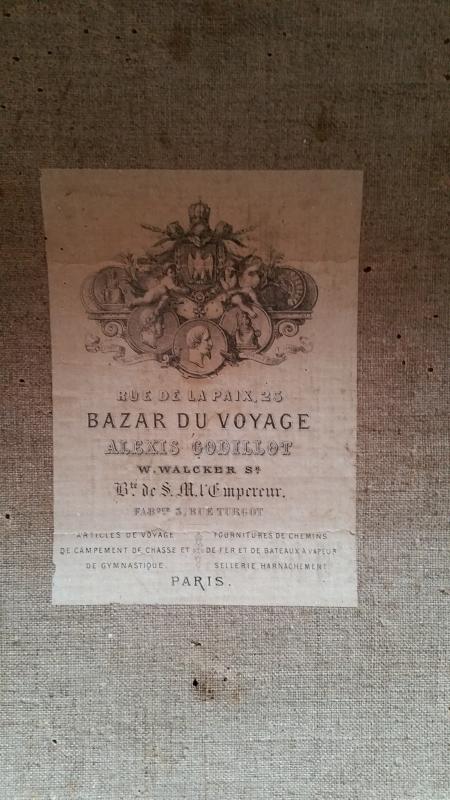 RUE DE LA PAIX, 25
BAZAR DU VOYAGE
ALEXIS GODILLOT
W. WALCKER Sr
Bté de S. M. l'Empereur.
FABque 3, RUE TURGOT
ARTICLES DE VOYAGE
DE CAMPEMENT DE CHASSE ET
DE GYMNASTIQUE.
FOURNITURES DE CHEMINS
DE FER ET DE BATEAUX A VAPEUR
SELLERIE HARNACHEMENT
PARIS.